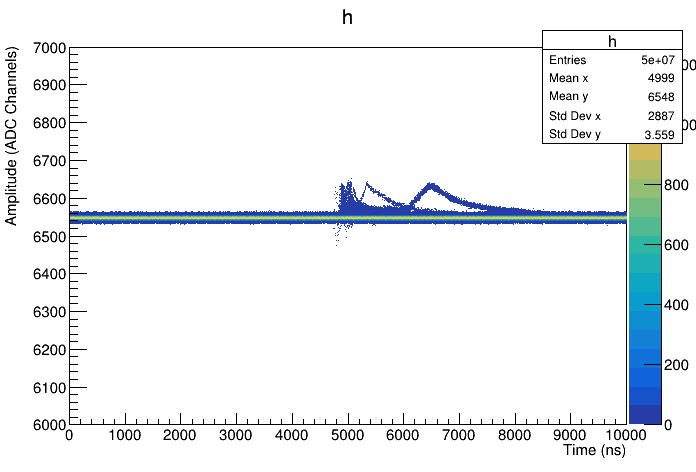 h
h
Entries 5e+07
Mean x 4999
Mean y 6548
Std Dev x 2887
Std Dev y 3.559
Amplitude (ADC Channels)
7000
6900
6800
6700
6600
6500
6400
6300
6200
6100
6000
0 1000 2000 3000 4000 5000 6000 7000 8000 9000 10000
Time (ns)
800
600
400
200
0